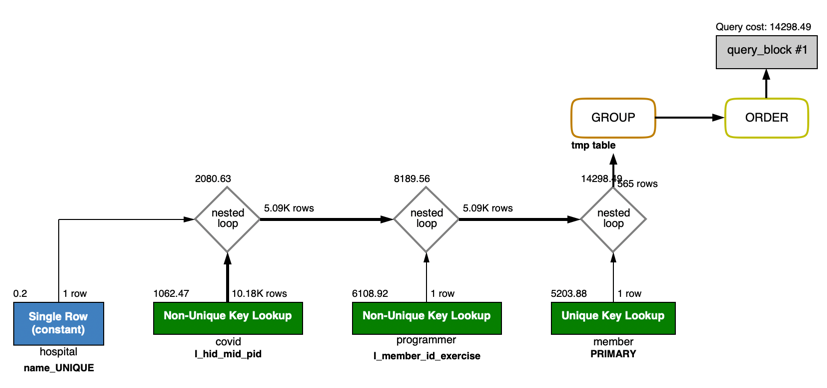 Query cost: 14298.49
query_block #1
GROUP
ORDER
tmp table
2080.63
8189.56
14298.49
565 rows
nested
loop
5.09K rows
nested
loop
5.09K rows
nested
loop
0.2
1 row
1062.47
10.18K rows
6108.92
1 row
5203.88
1 row
Single Row
(constant)
Non-Unique Key Lookup
Non-Unique Key Lookup
Unique Key Lookup
hospital
name_UNIQUE
covid
I_hid_mid_pid
programmer
I_member_id_exercise
member
PRIMARY